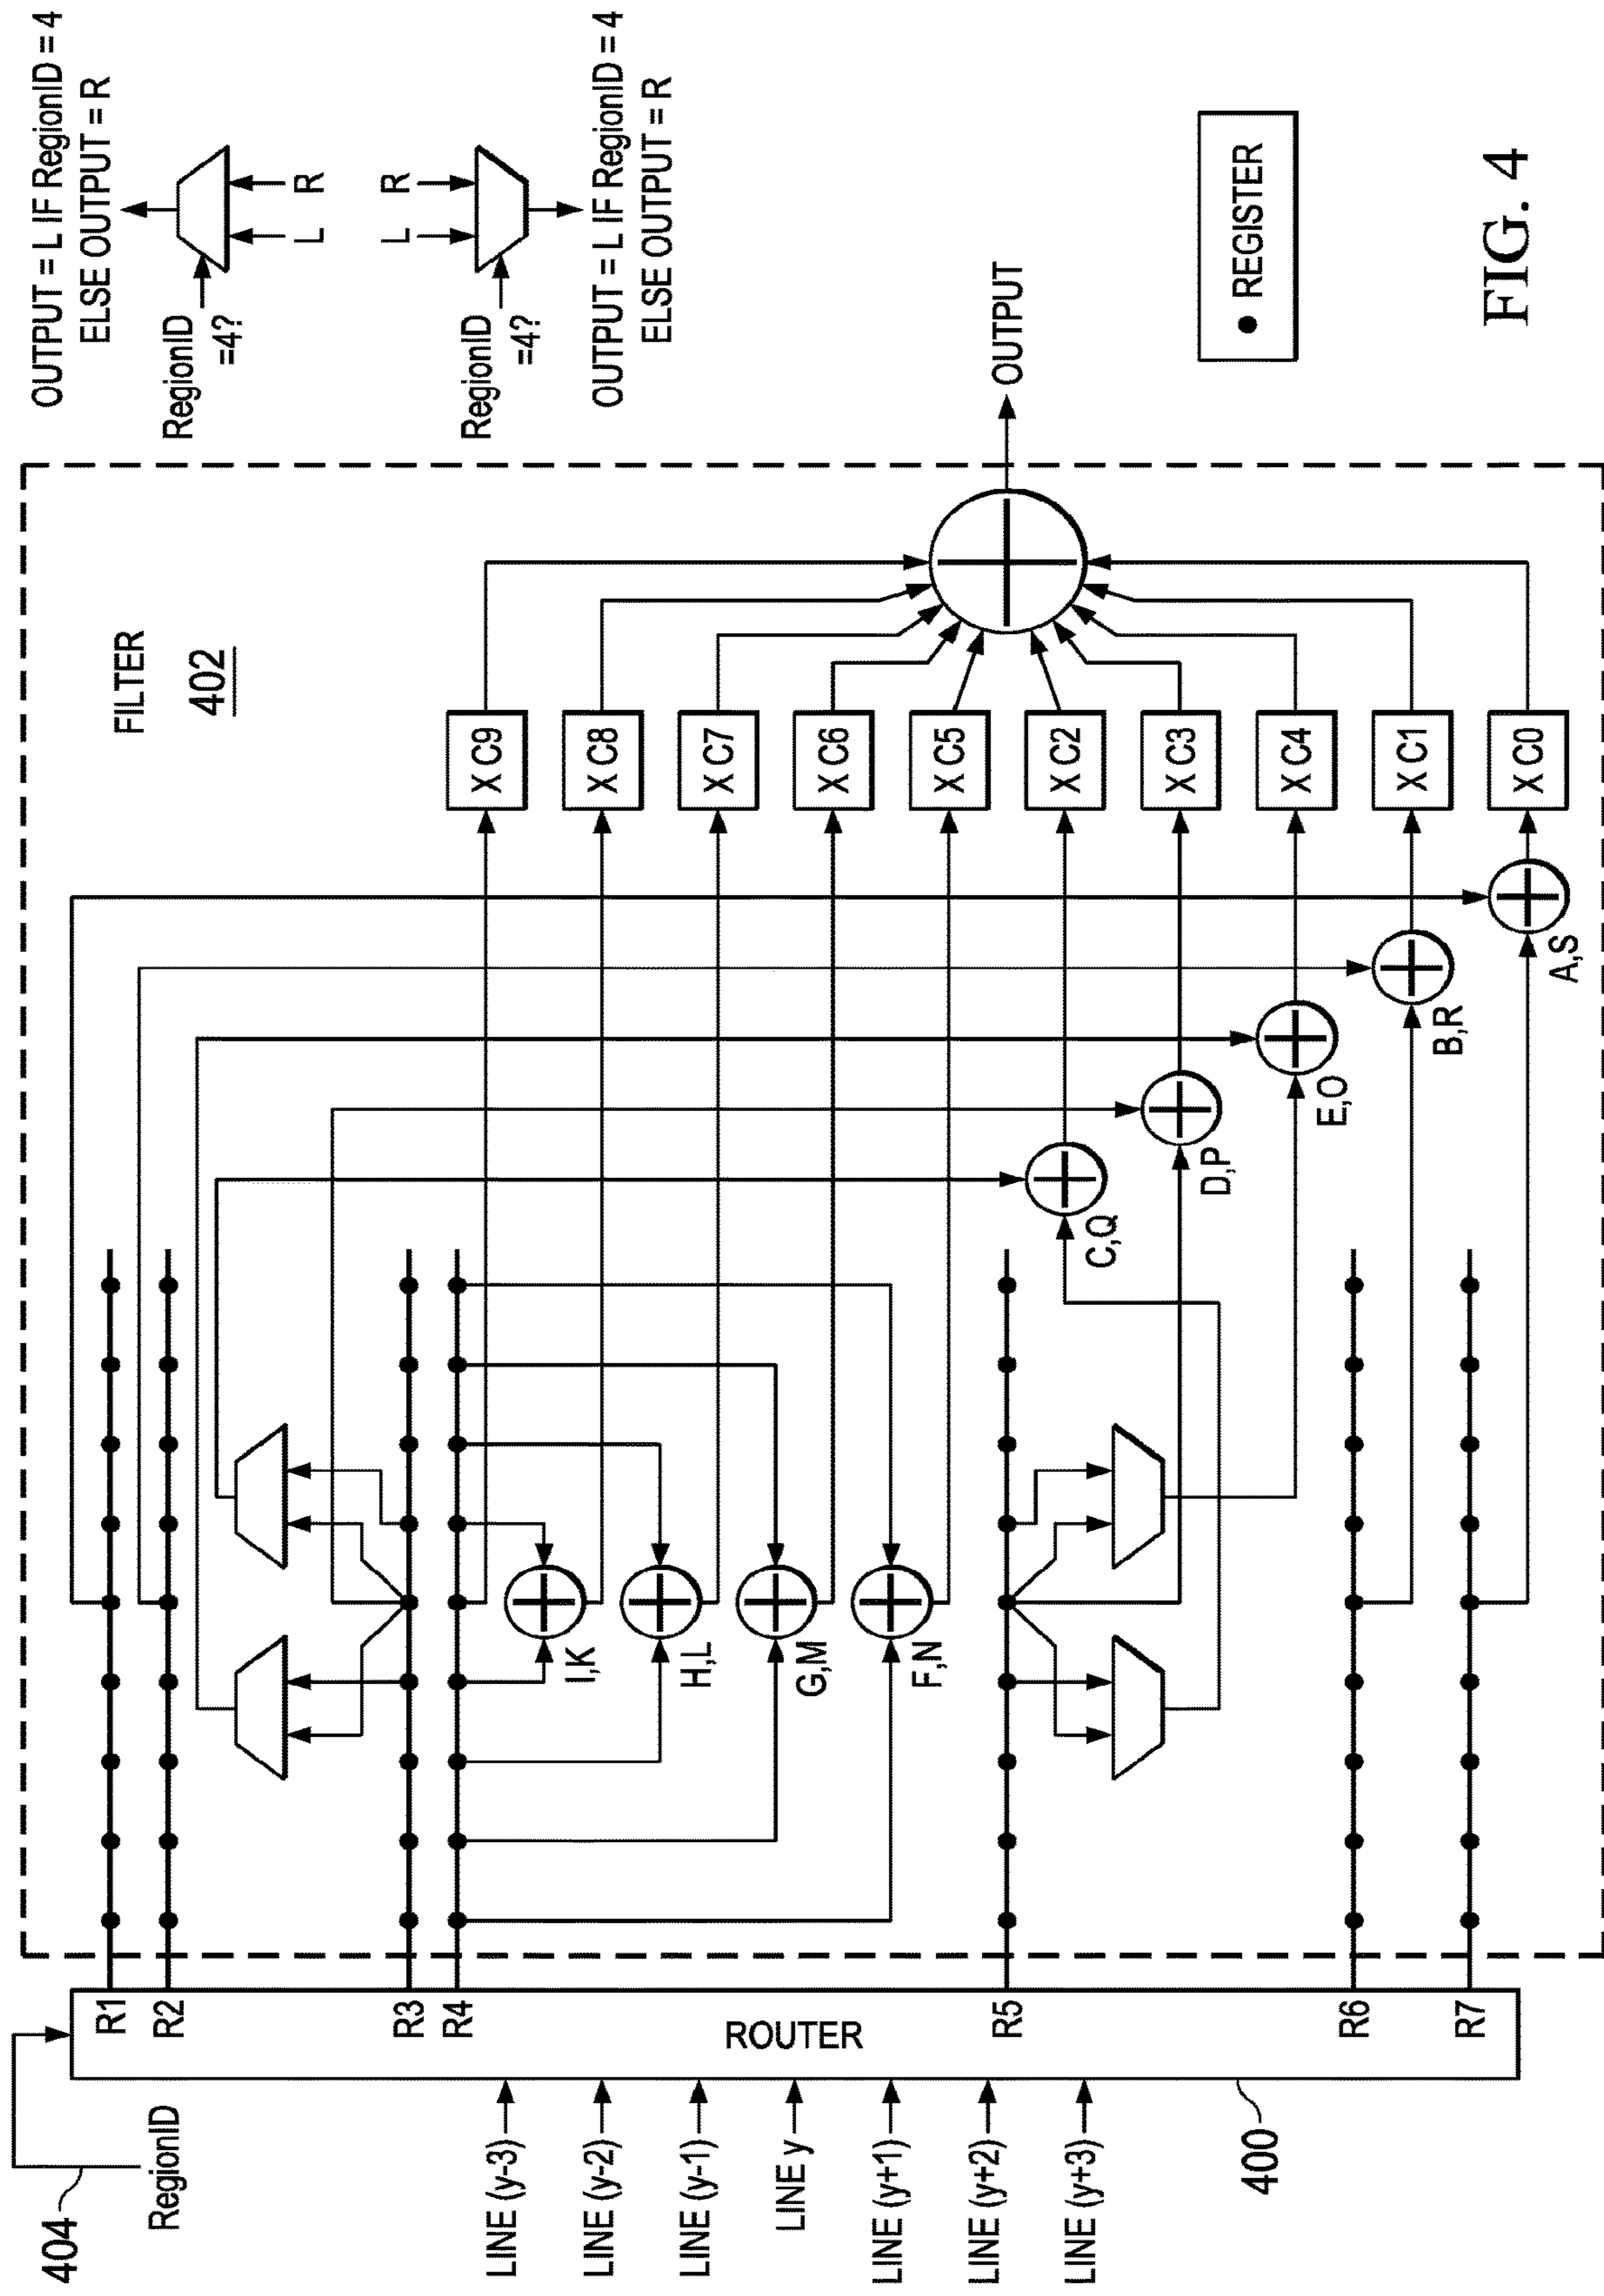 404
RegionID
LINE (y-3)
LINE (y-2)
LINE (y-1)
LINE y
LINE (y+1)
LINE (y+2)
LINE (y+3)
400
ROUTER
R1
R2
R3
R4
R5
R6
R7
FILTER
402
I,K
H,L
G,M
F,N
C,Q
D,P
E,O
B,R
A,S
X C9
X C8
X C7
X C6
X C5
X C2
X C3
X C4
X C1
X C0
OUTPUT
OUTPUT = L IF RegionID = 4
ELSE OUTPUT = R
RegionID
=4?
L R
L R
RegionID
=4?
OUTPUT = L IF RegionID = 4
ELSE OUTPUT = R
● REGISTER
FIG. 4